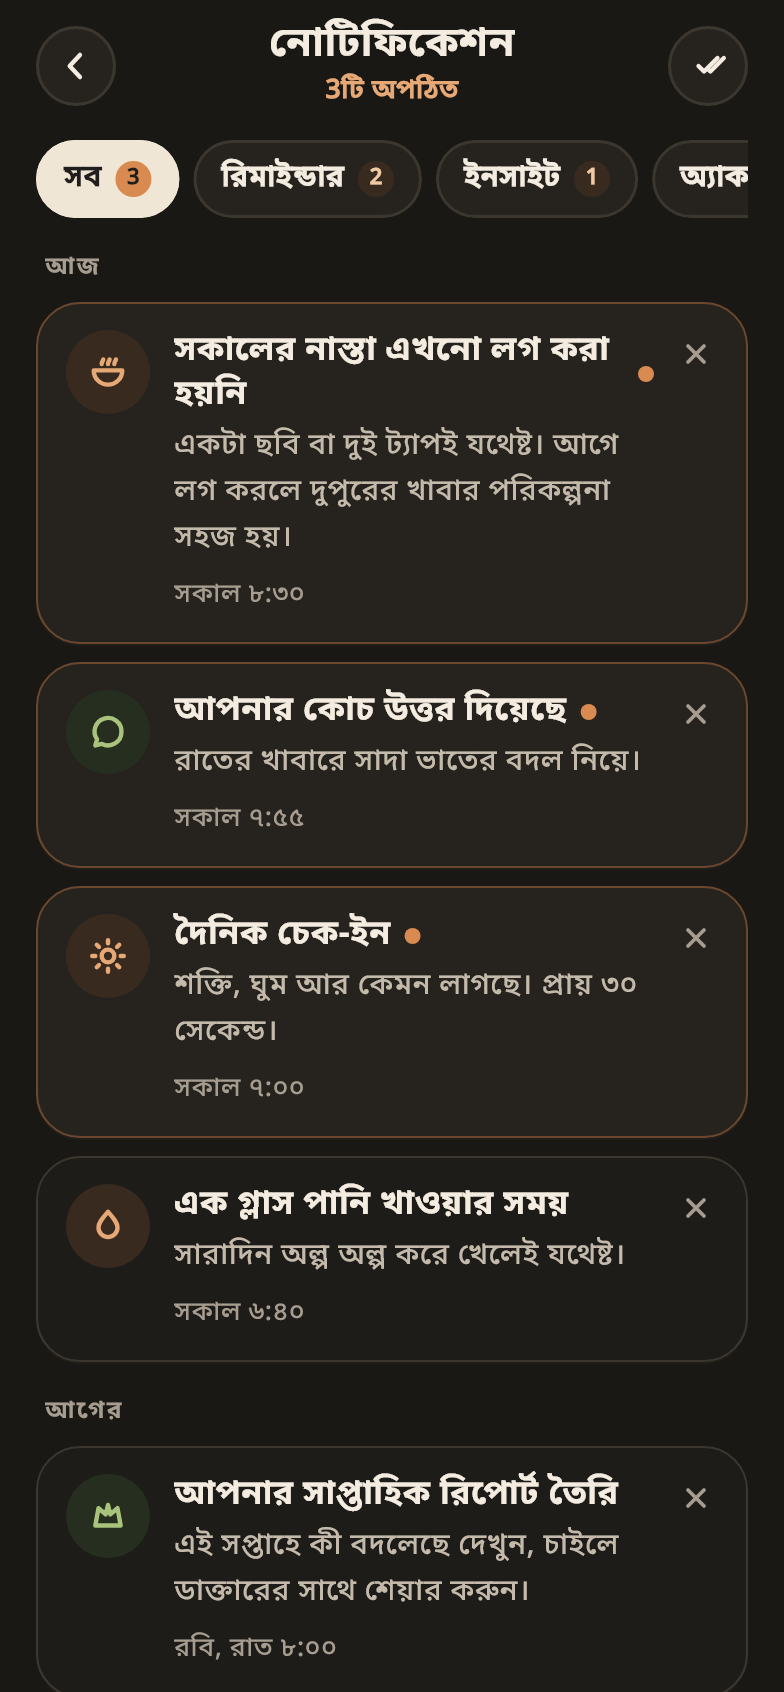 নোটিফিকেশন
3টি অপঠিত
সব 3
রিমাইন্ডার 2
ইনসাইট 1
অ্যাক
আজ
সকালের নাস্তা এখনো লগ করা
হয়নি
একটা ছবি বা দুই ট্যাপই যথেষ্ট। আগে
লগ করলে দুপুরের খাবার পরিকল্পনা
সহজ হয়।
সকাল ৮:৩০
আপনার কোচ উত্তর দিয়েছে
রাতের খাবারে সাদা ভাতের বদল নিয়ে।
সকাল ৭:৫৫
দৈনিক চেক-ইন
শক্তি, ঘুম আর কেমন লাগছে। প্রায় ৩০
সেকেন্ড।
সকাল ৭:০০
এক গ্লাস পানি খাওয়ার সময়
সারাদিন অল্প অল্প করে খেলেই যথেষ্ট।
সকাল ৬:৪০
আগের
আপনার সাপ্তাহিক রিপোর্ট তৈরি
এই সপ্তাহে কী বদলেছে দেখুন, চাইলে
ডাক্তারের সাথে শেয়ার করুন।
রবি, রাত ৮:০০